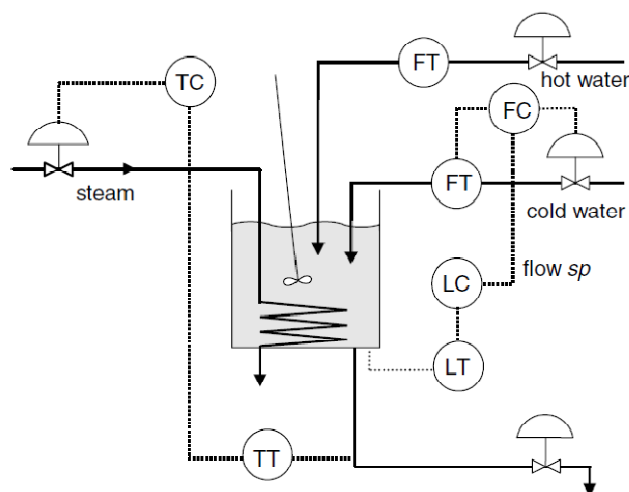 TC
FT
hot water
FC
FT
steam
cold water
flow sp
LC
LT
TT